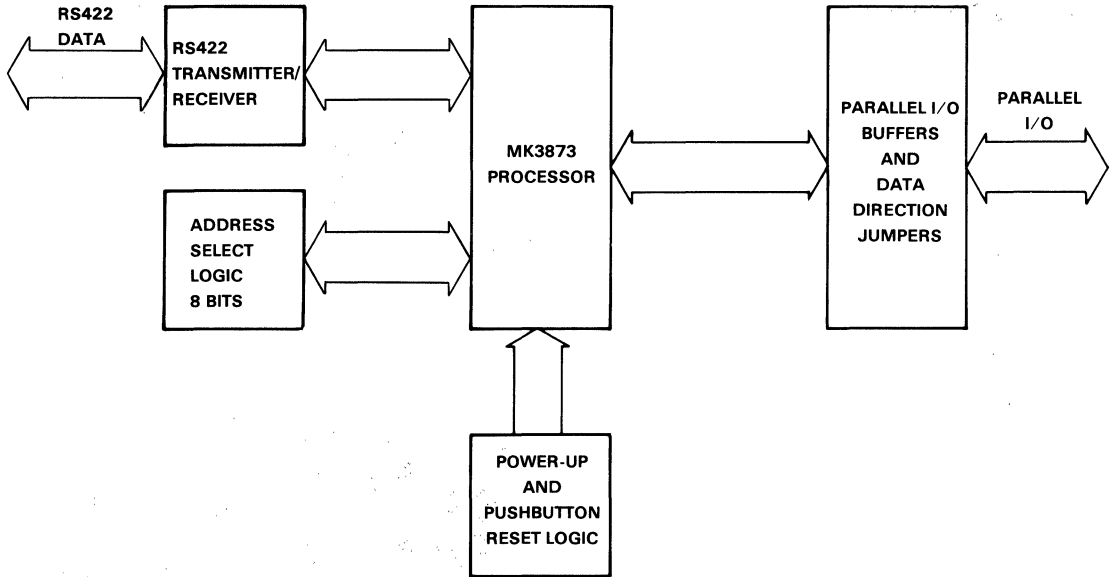 RS422
DATA
RS422
TRANSMITTER/
RECEIVER
ADDRESS
SELECT
LOGIC
8 BITS
MK3873
PROCESSOR
POWER-UP
AND
PUSHBUTTON
RESET LOGIC
PARALLEL I/O
BUFFERS
AND
DATA
DIRECTION
JUMPERS
PARALLEL
I/O